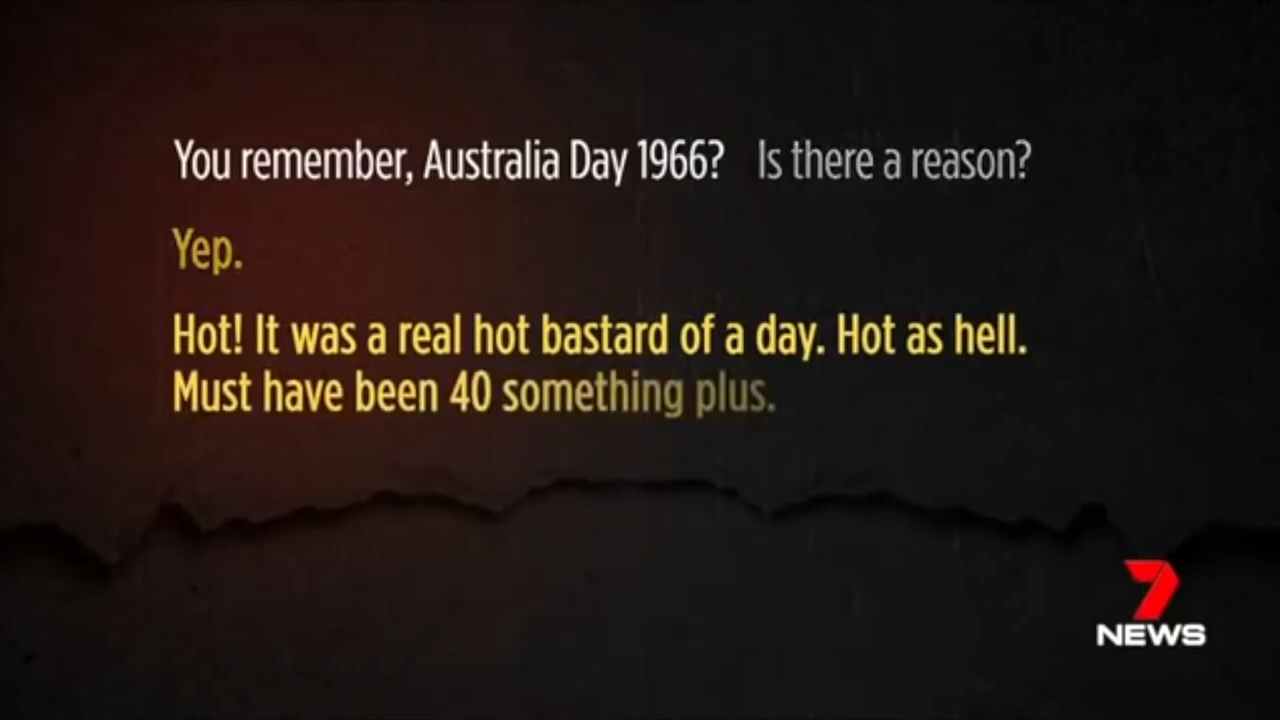 You remember, Australia Day 1966? Is there a reason?
Yep.
Hot! It was a real hot bastard of a day. Hot as hell.
Must have been 40 something plus.
7
NEWS